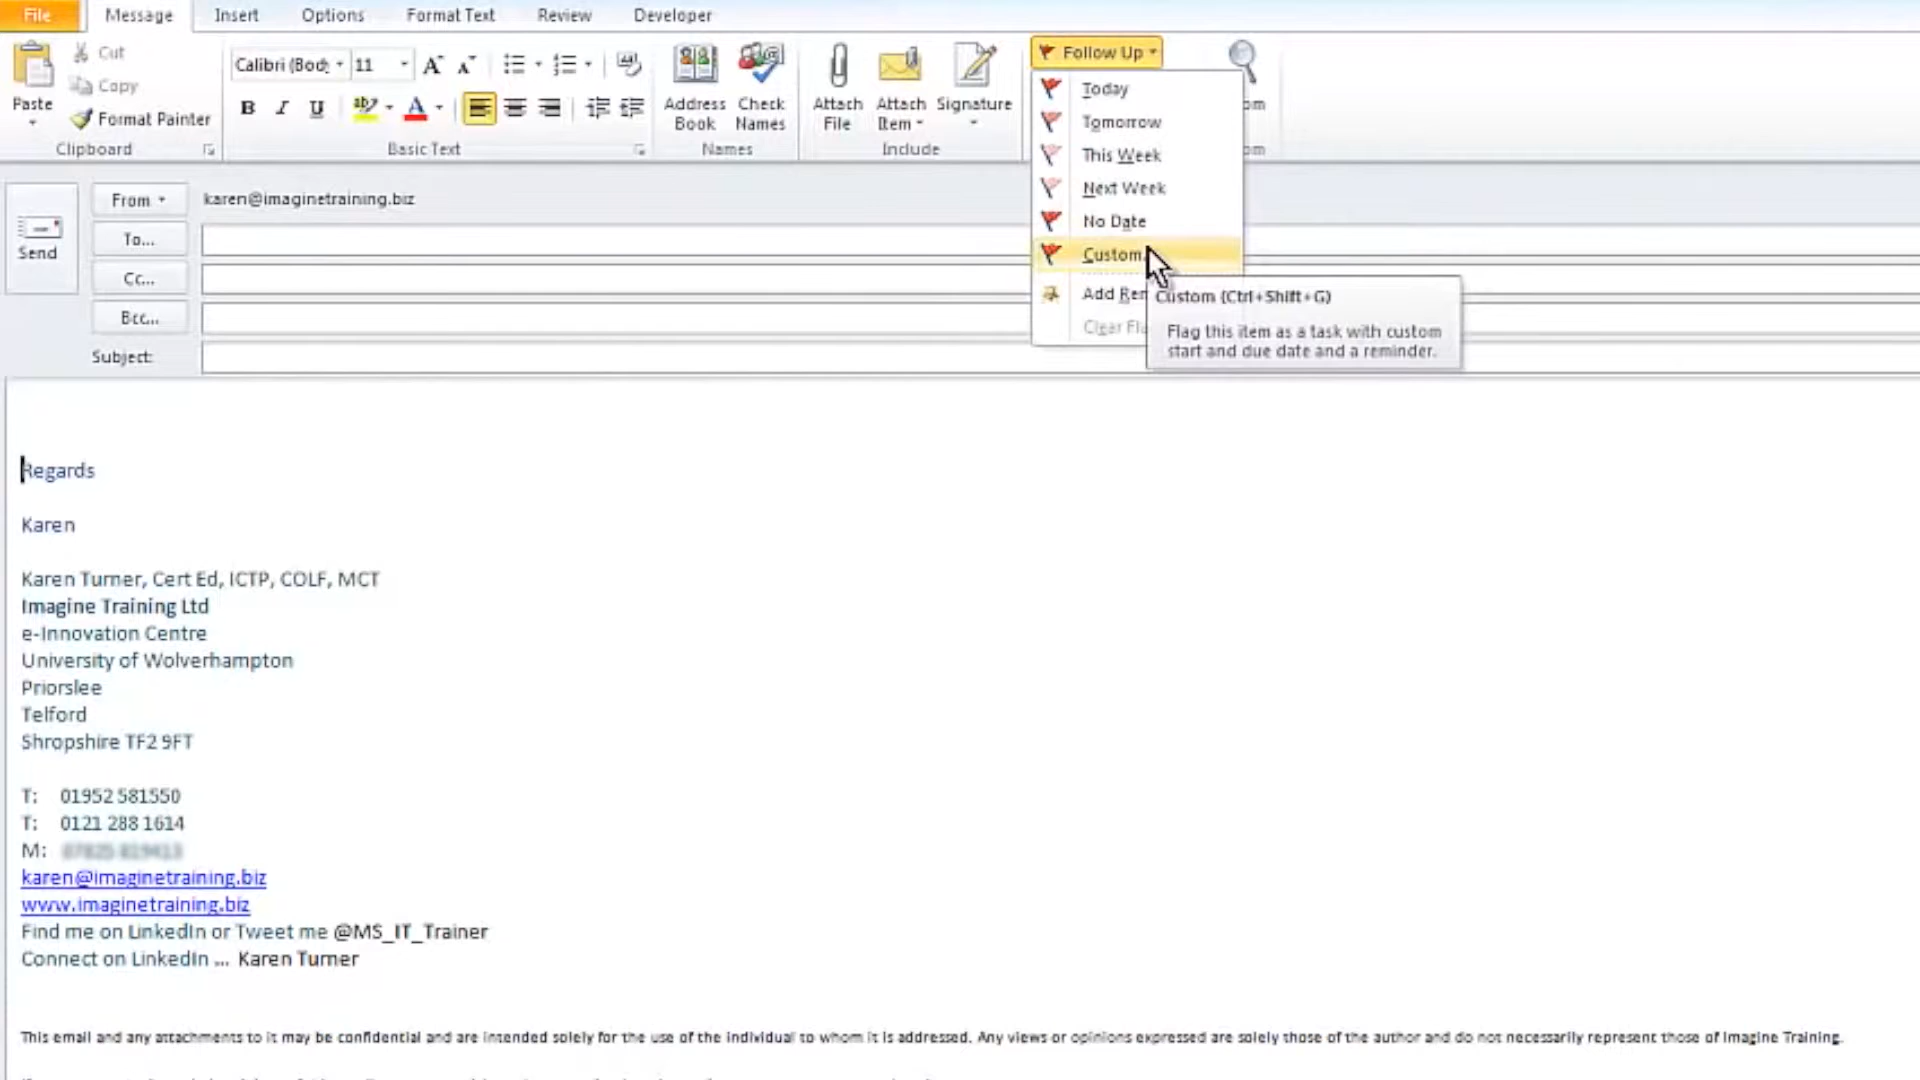 File Message Insert Options Format Text Review Developer
Paste
Cut
Copy
Format Painter
Clipboard
Calibri (Body 11
B I U
Basic Text
Address Book
Check Names
Names
Attach File
Attach Item
Signature
Include
Follow Up
Today
Tomorrow
This Week
Next Week
No Date
Custom
Add Rem
Clear Fla
Custom (Ctrl+Shift+G)
Flag this item as a task with custom
start and due date and a reminder.
Send
From karen@imaginetraining.biz
To...
Cc...
Bcc...
Subject:
Regards
Karen
Karen Turner, Cert Ed, ICTP, COLF, MCT
Imagine Training Ltd
e-Innovation Centre
University of Wolverhampton
Priorslee
Telford
Shropshire TF2 9FT
T: 01952 581550
T: 0121 288 1614
M:
karen@imaginetraining.biz
www.imaginetraining.biz
Find me on LinkedIn or Tweet me @MS_IT_Trainer
Connect on LinkedIn ... Karen Turner
This email and any attachments to it may be confidential and are intended solely for the use of the individual to whom it is addressed. Any views or opinions expressed are solely those of the author and do not necessarily represent those of Imagine Training.